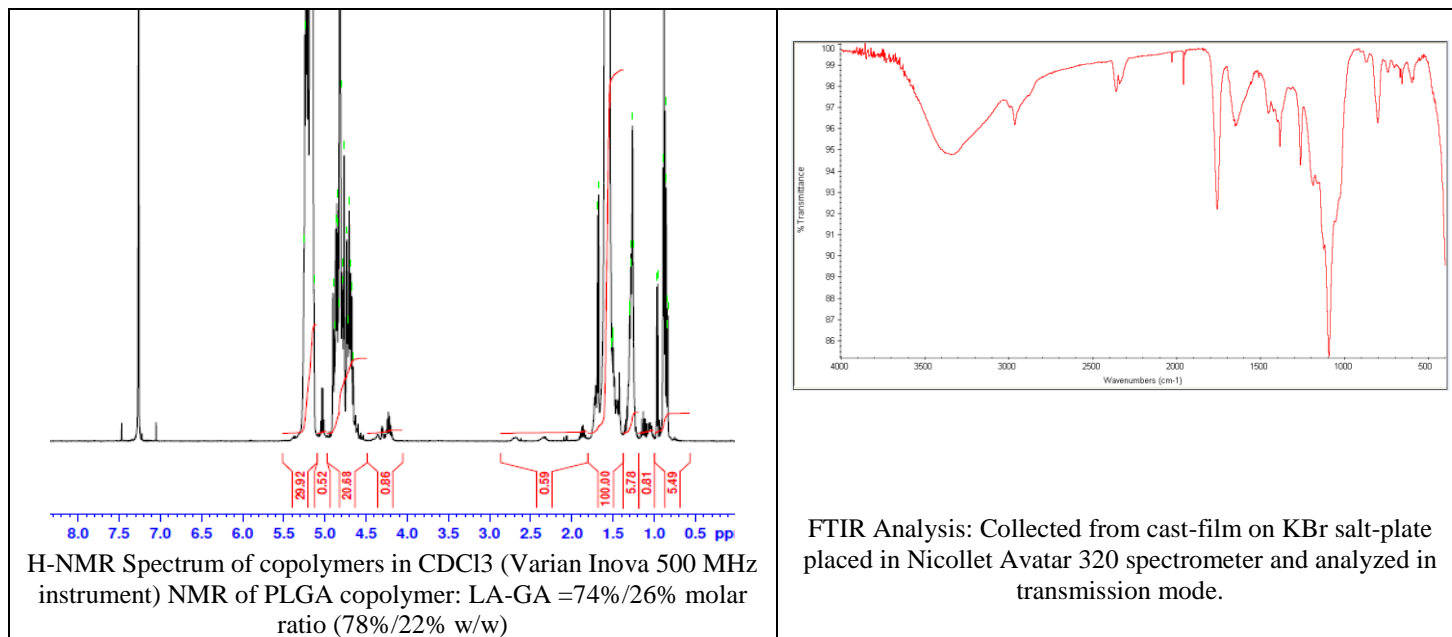 29.92
0.52
20.68
0.86
0.59
100.00
5.78
0.81
5.49
8.0 7.5 7.0 6.5 6.0 5.5 5.0 4.5 4.0 3.5 3.0 2.5 2.0 1.5 1.0 0.5 ppı
H-NMR Spectrum of copolymers in CDCl3 (Varian Inova 500 MHz
instrument) NMR of PLGA copolymer: LA-GA =74%/26% molar
ratio (78%/22% w/w)
100
99
98
97
96
95
94
93
92
91
90
89
88
87
86
% Transmittance
4000 3500 3000 2500 2000 1500 1000 500
Wavenumbers (cm-1)
FTIR Analysis: Collected from cast-film on KBr salt-plate
placed in Nicollet Avatar 320 spectrometer and analyzed in
transmission mode.